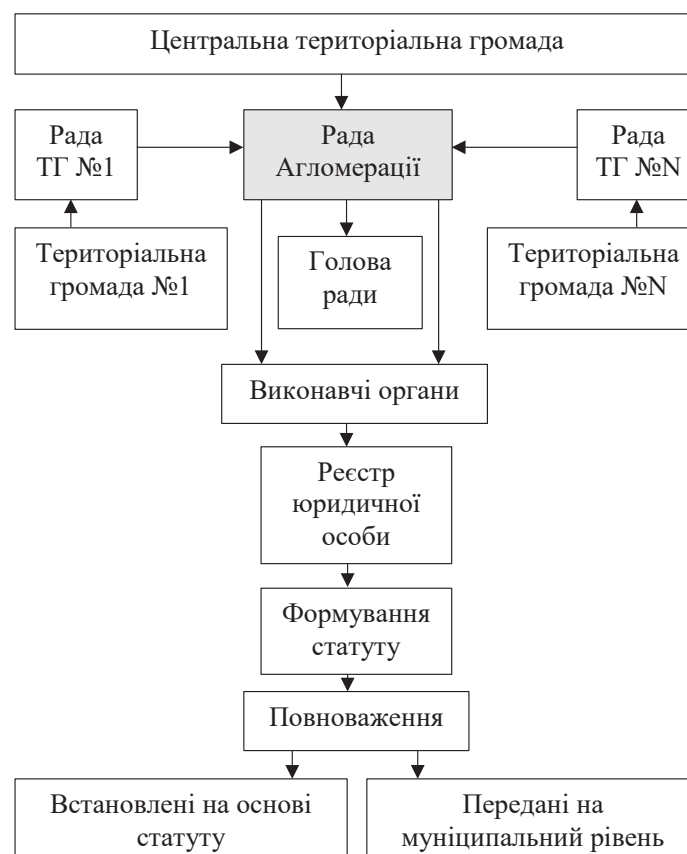 Центральна територіальна громада
Рада
ТГ №1
Рада
Агломерації
Рада
ТГ №N
Територіальна
громада №1
Голова
ради
Територіальна
громада №N
Виконавчі органи
Реєстр
юридичної
особи
Формування
статуту
Повноваження
Встановлені на основі
статуту
Передані на
муніципальний рівень